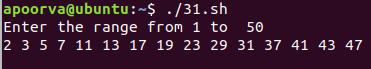 apoorva@ubuntu:~$ ./31.sh
Enter the range from 1 to  50
2 3 5 7 11 13 17 19 23 29 31 37 41 43 47